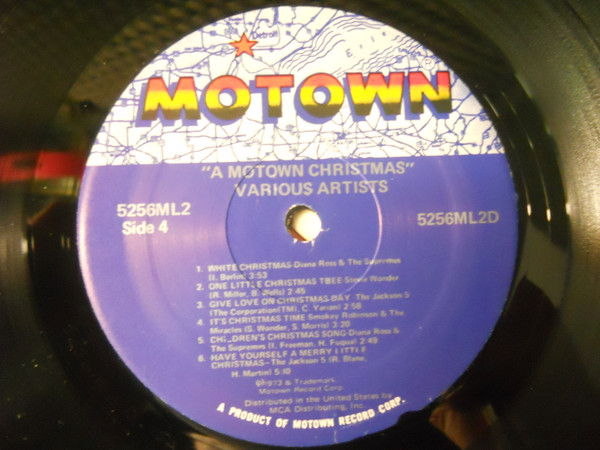 Detroit
MOTOWN
"A MOTOWN CHRISTMAS"
VARIOUS ARTISTS
5256ML2
Side 4
5256ML2D
1. WHITE CHRISTMAS-Diana Ross & The Supremes
(I. Berlin) 3:53
2. ONE LITTLE CHRISTMAS TREE-Stevie Wonder
(R. Miller, B. Wells) 2:45
3. GIVE LOVE ON CHRISTMAS DAY The Jackson 5
(The Corporation(TM), C. Yarian) 2:58
4. IT'S CHRISTMAS TIME Smokey Robinson & The
Miracles (S. Wonder, S. Morris) 3:20
5. CHILDREN'S CHRISTMAS SONG Diana Ross &
The Supremes (I. Freeman, H. Fuqua) 2:49
6. HAVE YOURSELF A MERRY LITTLE
CHRISTMAS-The Jackson 5 (R. Blane,
H. Martin) 5:10
1973 & Trademark,
Motown Record Corp.
Distributed in the United States by
MCA Distributing, Inc.
A PRODUCT OF MOTOWN RECORD CORP.